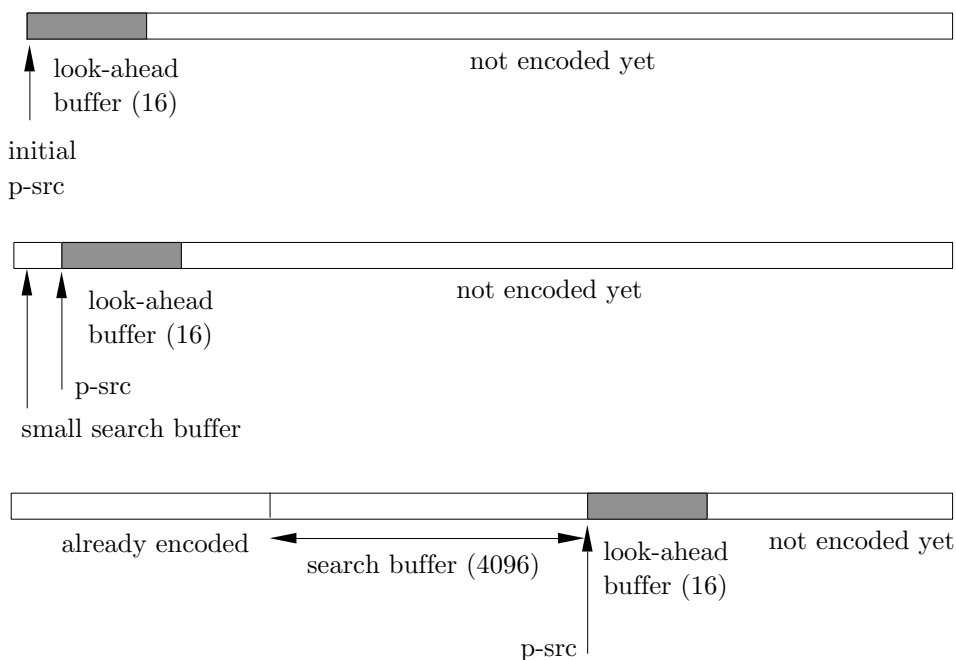 not encoded yet
look-ahead
buffer (16)
initial
p-src
not encoded yet
look-ahead
buffer (16)
p-src
small search buffer
already encoded
search buffer (4096)
look-ahead
buffer (16)
not encoded yet
p-src